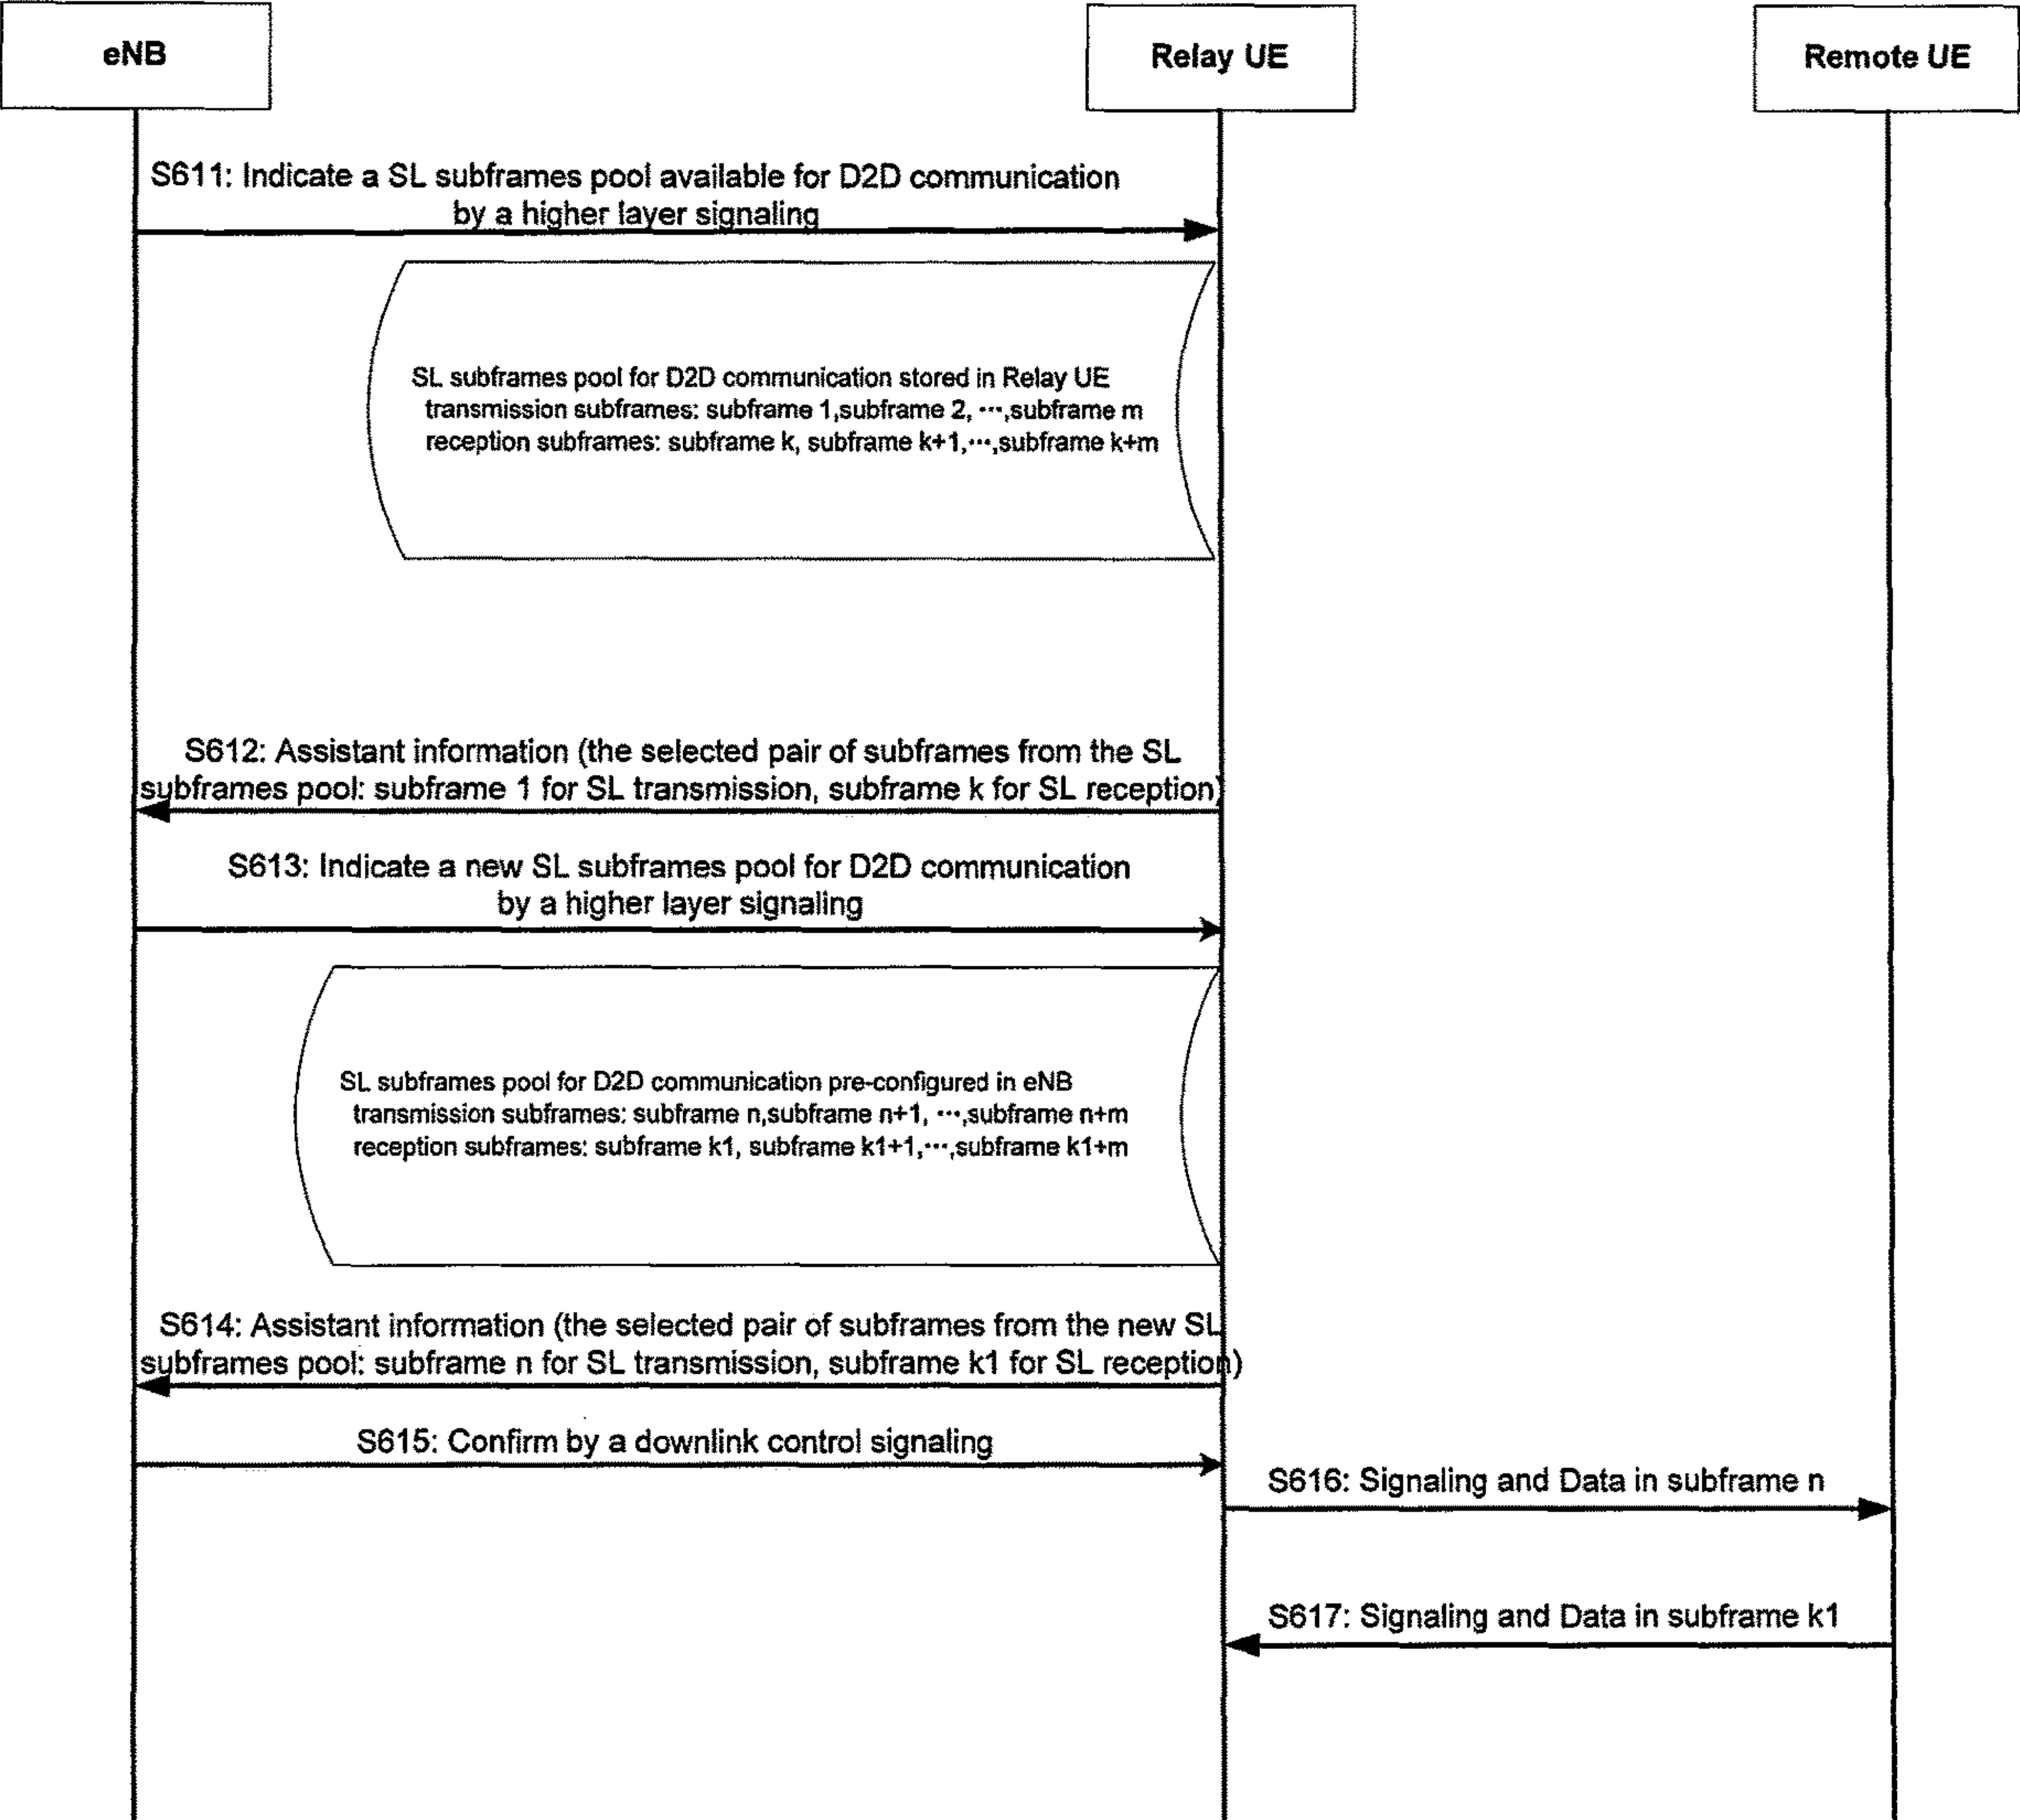 eNB
Relay UE
Remote UE
S611: Indicate a SL subframes pool available for D2D communication
by a higher layer signaling
SL subframes pool for D2D communication stored in Relay UE
transmission subframes: subframe 1,subframe 2, ···,subframe m
reception subframes: subframe k, subframe k+1,···,subframe k+m
S612: Assistant information (the selected pair of subframes from the SL
subframes pool: subframe 1 for SL transmission, subframe k for SL reception)
S613: Indicate a new SL subframes pool for D2D communication
by a higher layer signaling
SL subframes pool for D2D communication pre-configured in eNB
transmission subframes: subframe n,subframe n+1, ···,subframe n+m
reception subframes: subframe k1, subframe k1+1,···,subframe k1+m
S614: Assistant information (the selected pair of subframes from the new SL
subframes pool: subframe n for SL transmission, subframe k1 for SL reception)
S615: Confirm by a downlink control signaling
S616: Signaling and Data in subframe n
S617: Signaling and Data in subframe k1